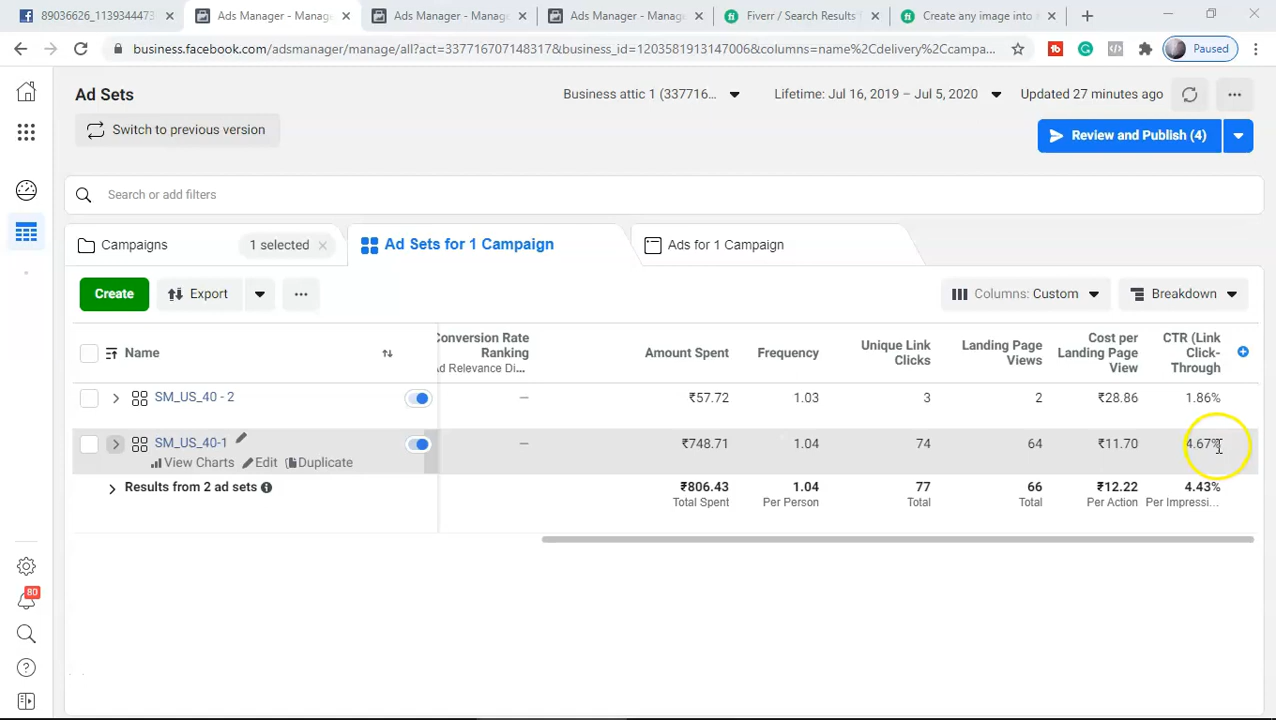 89036626_1139344473
Ads Manager - Manage
Ads Manager - Manag
Ads Manager - Manag
Fiverr / Search Results
Create any image into
business.facebook.com/adsmanager/manage/all?act=337716707148317&business_id=1203581913147006&columns=name%2Cdelivery%2Ccampa...
Paused
Ad Sets
Business attic 1 (337716...
Lifetime: Jul 16, 2019 – Jul 5, 2020
Updated 27 minutes ago
Switch to previous version
Review and Publish (4)
Search or add filters
Campaigns
1 selected
Ad Sets for 1 Campaign
Ads for 1 Campaign
Create
Export
Columns: Custom
Breakdown
Name
Conversion Rate
Ranking
Ad Relevance Di...
Amount Spent
Frequency
Unique Link
Clicks
Landing Page
Views
Cost per
Landing Page
View
CTR (Link
Click-
Through
SM_US_40 - 2
—
₹57.72
1.03
3
2
₹28.86
1.86%
SM_US_40-1
—
₹748.71
1.04
74
64
₹11.70
4.67%
View Charts
Edit
Duplicate
Results from 2 ad sets
₹806.43
1.04
77
66
₹12.22
4.43%
Total Spent
Per Person
Total
Total
Per Action
Per Impressi...
80